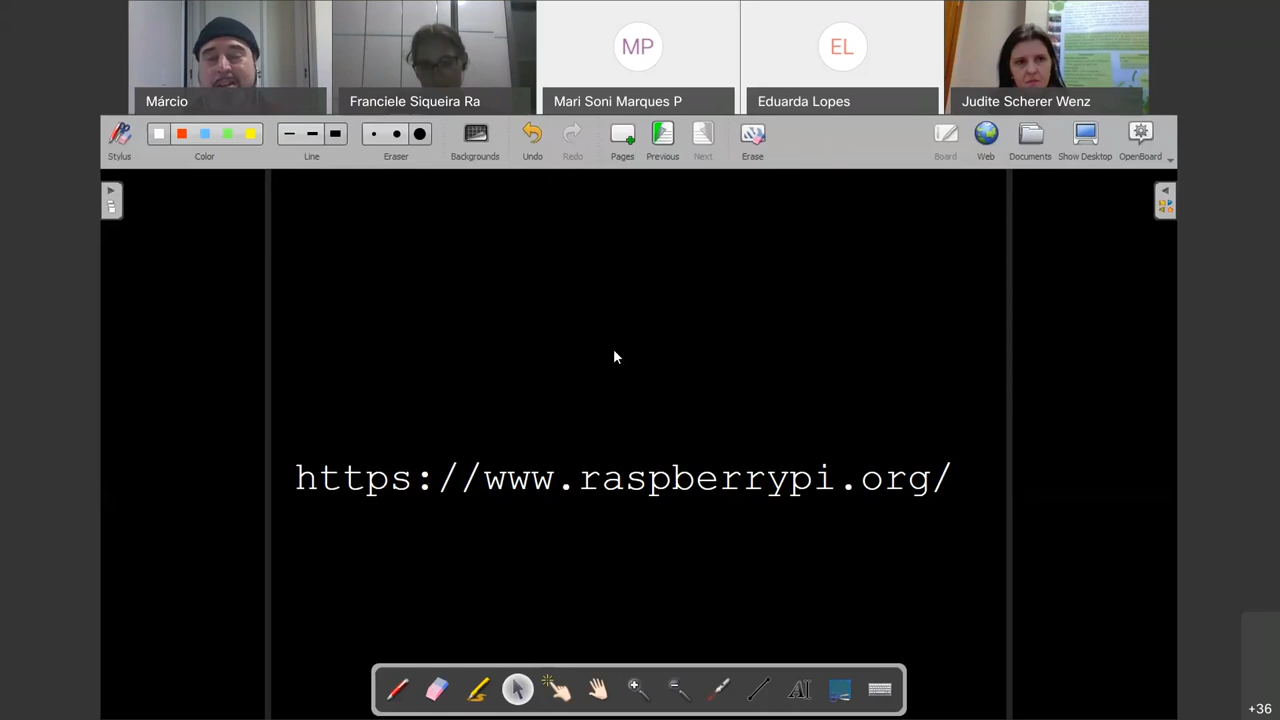 MP
EL
Márcio
Franciele Siqueira Ra
Mari Soni Marques P
Eduarda Lopes
Judite Scherer Wenz
Stylus
Color
Line
Eraser
Backgrounds
Undo
Redo
Pages
Previous
Next
Erase
Board
Web
Documents
Show Desktop
OpenBoard
https://www.raspberrypi.org/
AI
+36